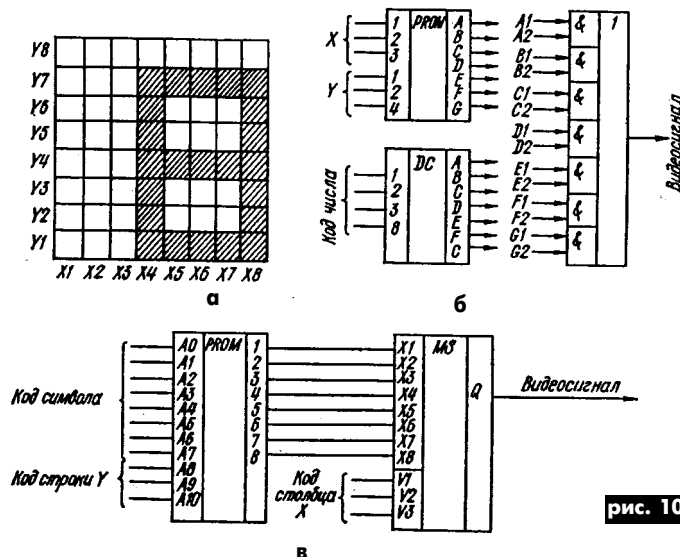 Y8
Y7
Y6
Y5
Y4
Y3
Y2
Y1
X1 X2 X3 X4 X5 X6 X7 X8
а
X
Y
1
2
3
1
2
4
PROM
A
B
C
D
E
F
G
Код числа
1
2
3
8
DC
A
B
C
D
E
F
C
A1
A2
B1
B2
C1
C2
D1
D2
E1
E2
F1
F2
G1
G2
&
&
&
&
&
&
&
1
Видеосигнал
б
Код символа
Код строки Y
A0
A1
A2
A3
A4
A5
A6
A7
A8
A9
A10
PROM
1
2
3
4
5
6
7
8
X1
X2
X3
X4
X5
X6
X7
X8
Код
столбца
X
V1
V2
V3
MS
Q
Видеосигнал
в
рис. 10